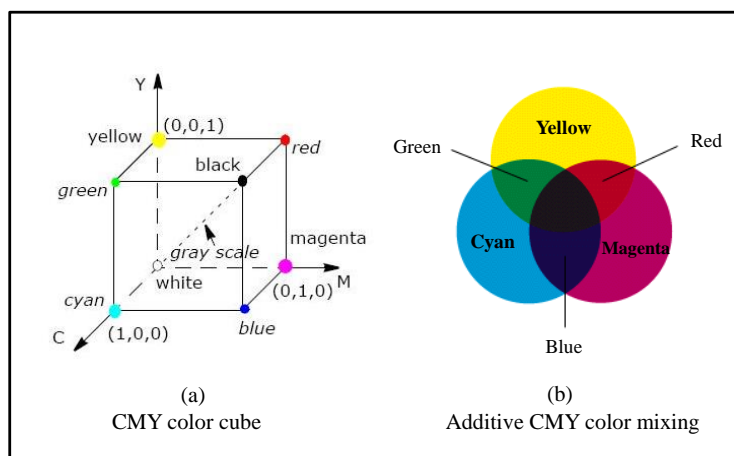 Y
yellow
(0,0,1)
red
black
green
gray scale
magenta
white
M
cyan
(0,1,0)
(1,0,0)
blue
C
(a)
CMY color cube
Yellow
Green
Red
Cyan
Magenta
Blue
(b)
Additive CMY color mixing